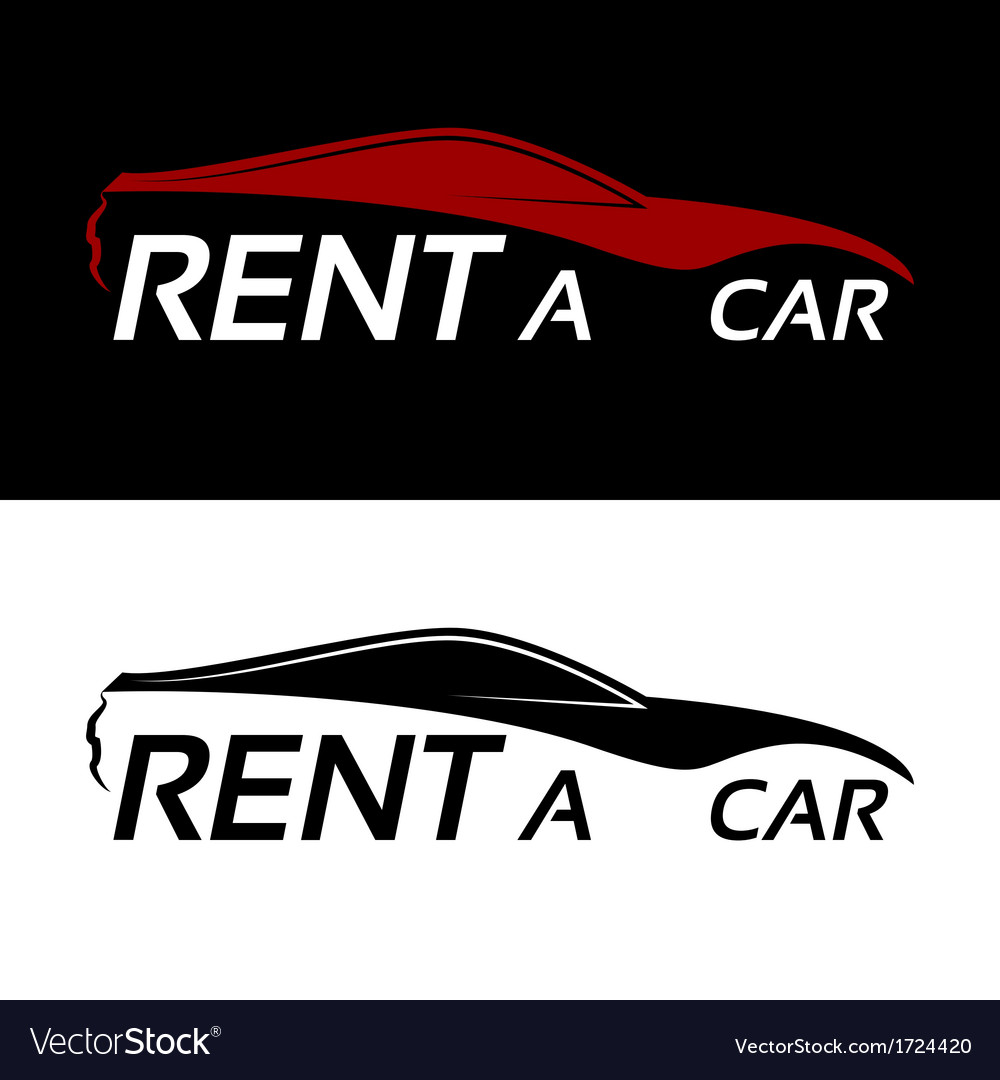 RENT A CAR
RENT A CAR
VectorStock®
VectorStock.com/1724420